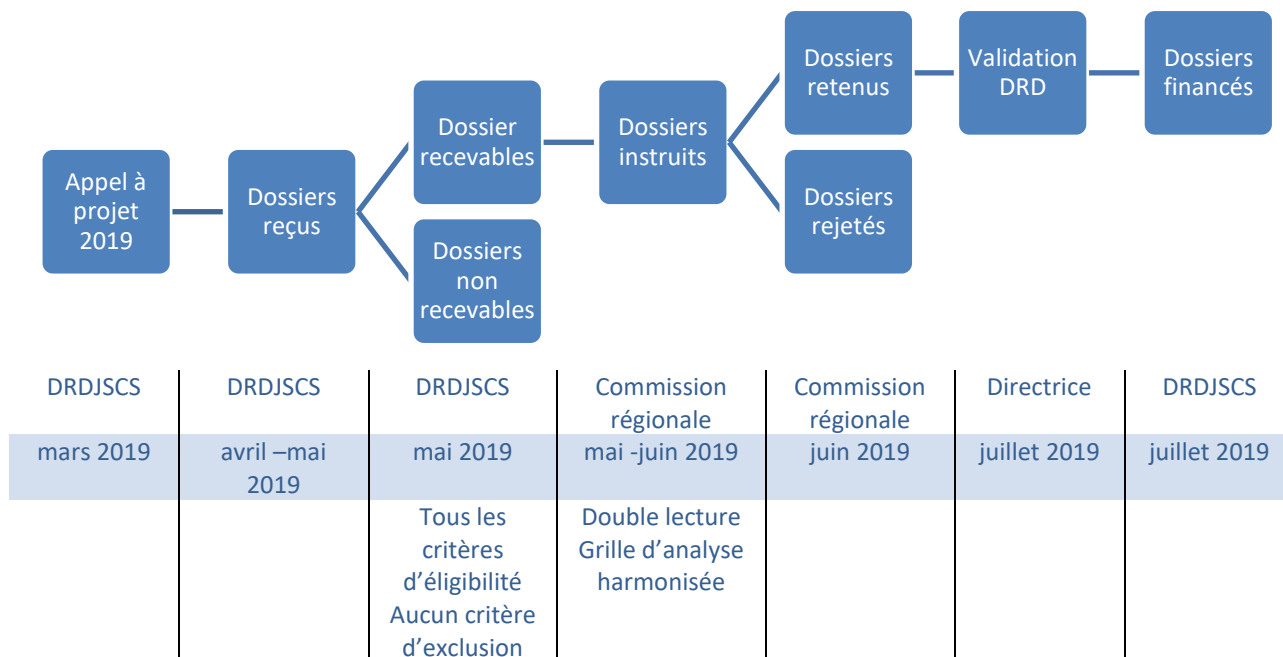 Appel à
projet
2019
Dossiers
reçus
Dossier
recevables
Dossiers
non
recevables
Dossiers
instruits
Dossiers
retenus
Dossiers
rejetés
Validation
DRD
Dossiers
financés
DRDJSCS
DRDJSCS
DRDJSCS
Commission
régionale
Commission
régionale
Directrice
DRDJSCS
mars 2019
avril –mai
2019
mai 2019
mai -juin 2019
juin 2019
juillet 2019
juillet 2019
Tous les
critères
d’éligibilité
Aucun critère
d’exclusion
Double lecture
Grille d’analyse
harmonisée